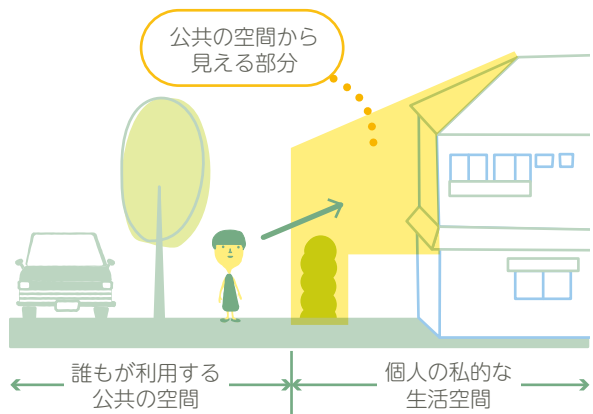 公共の空間から
見える部分
誰もが利用する
公共の空間
個人の私的な
生活空間